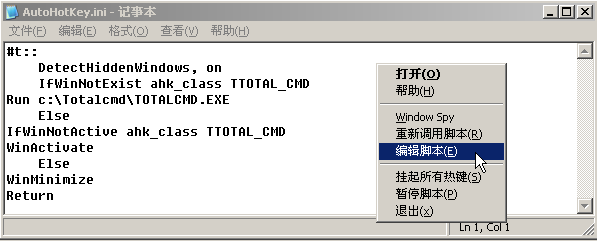 AutoHotKey.ini - 记事本
文件(F) 编辑(E) 格式(O) 查看(V) 帮助(H)
#t::
    DetectHiddenWindows, on
    IfWinNotExist ahk_class TTOTAL_CMD
Run c:\Totalcmd\TOTALCMD.EXE
    Else
IfWinNotActive ahk_class TTOTAL_CMD
WinActivate
    Else
WinMinimize
Return
打开(O)
帮助(H)
Window Spy
重新调用脚本(R)
编辑脚本(E)
挂起所有热键(S)
暂停脚本(P)
退出(X)
Ln 1, Col 1